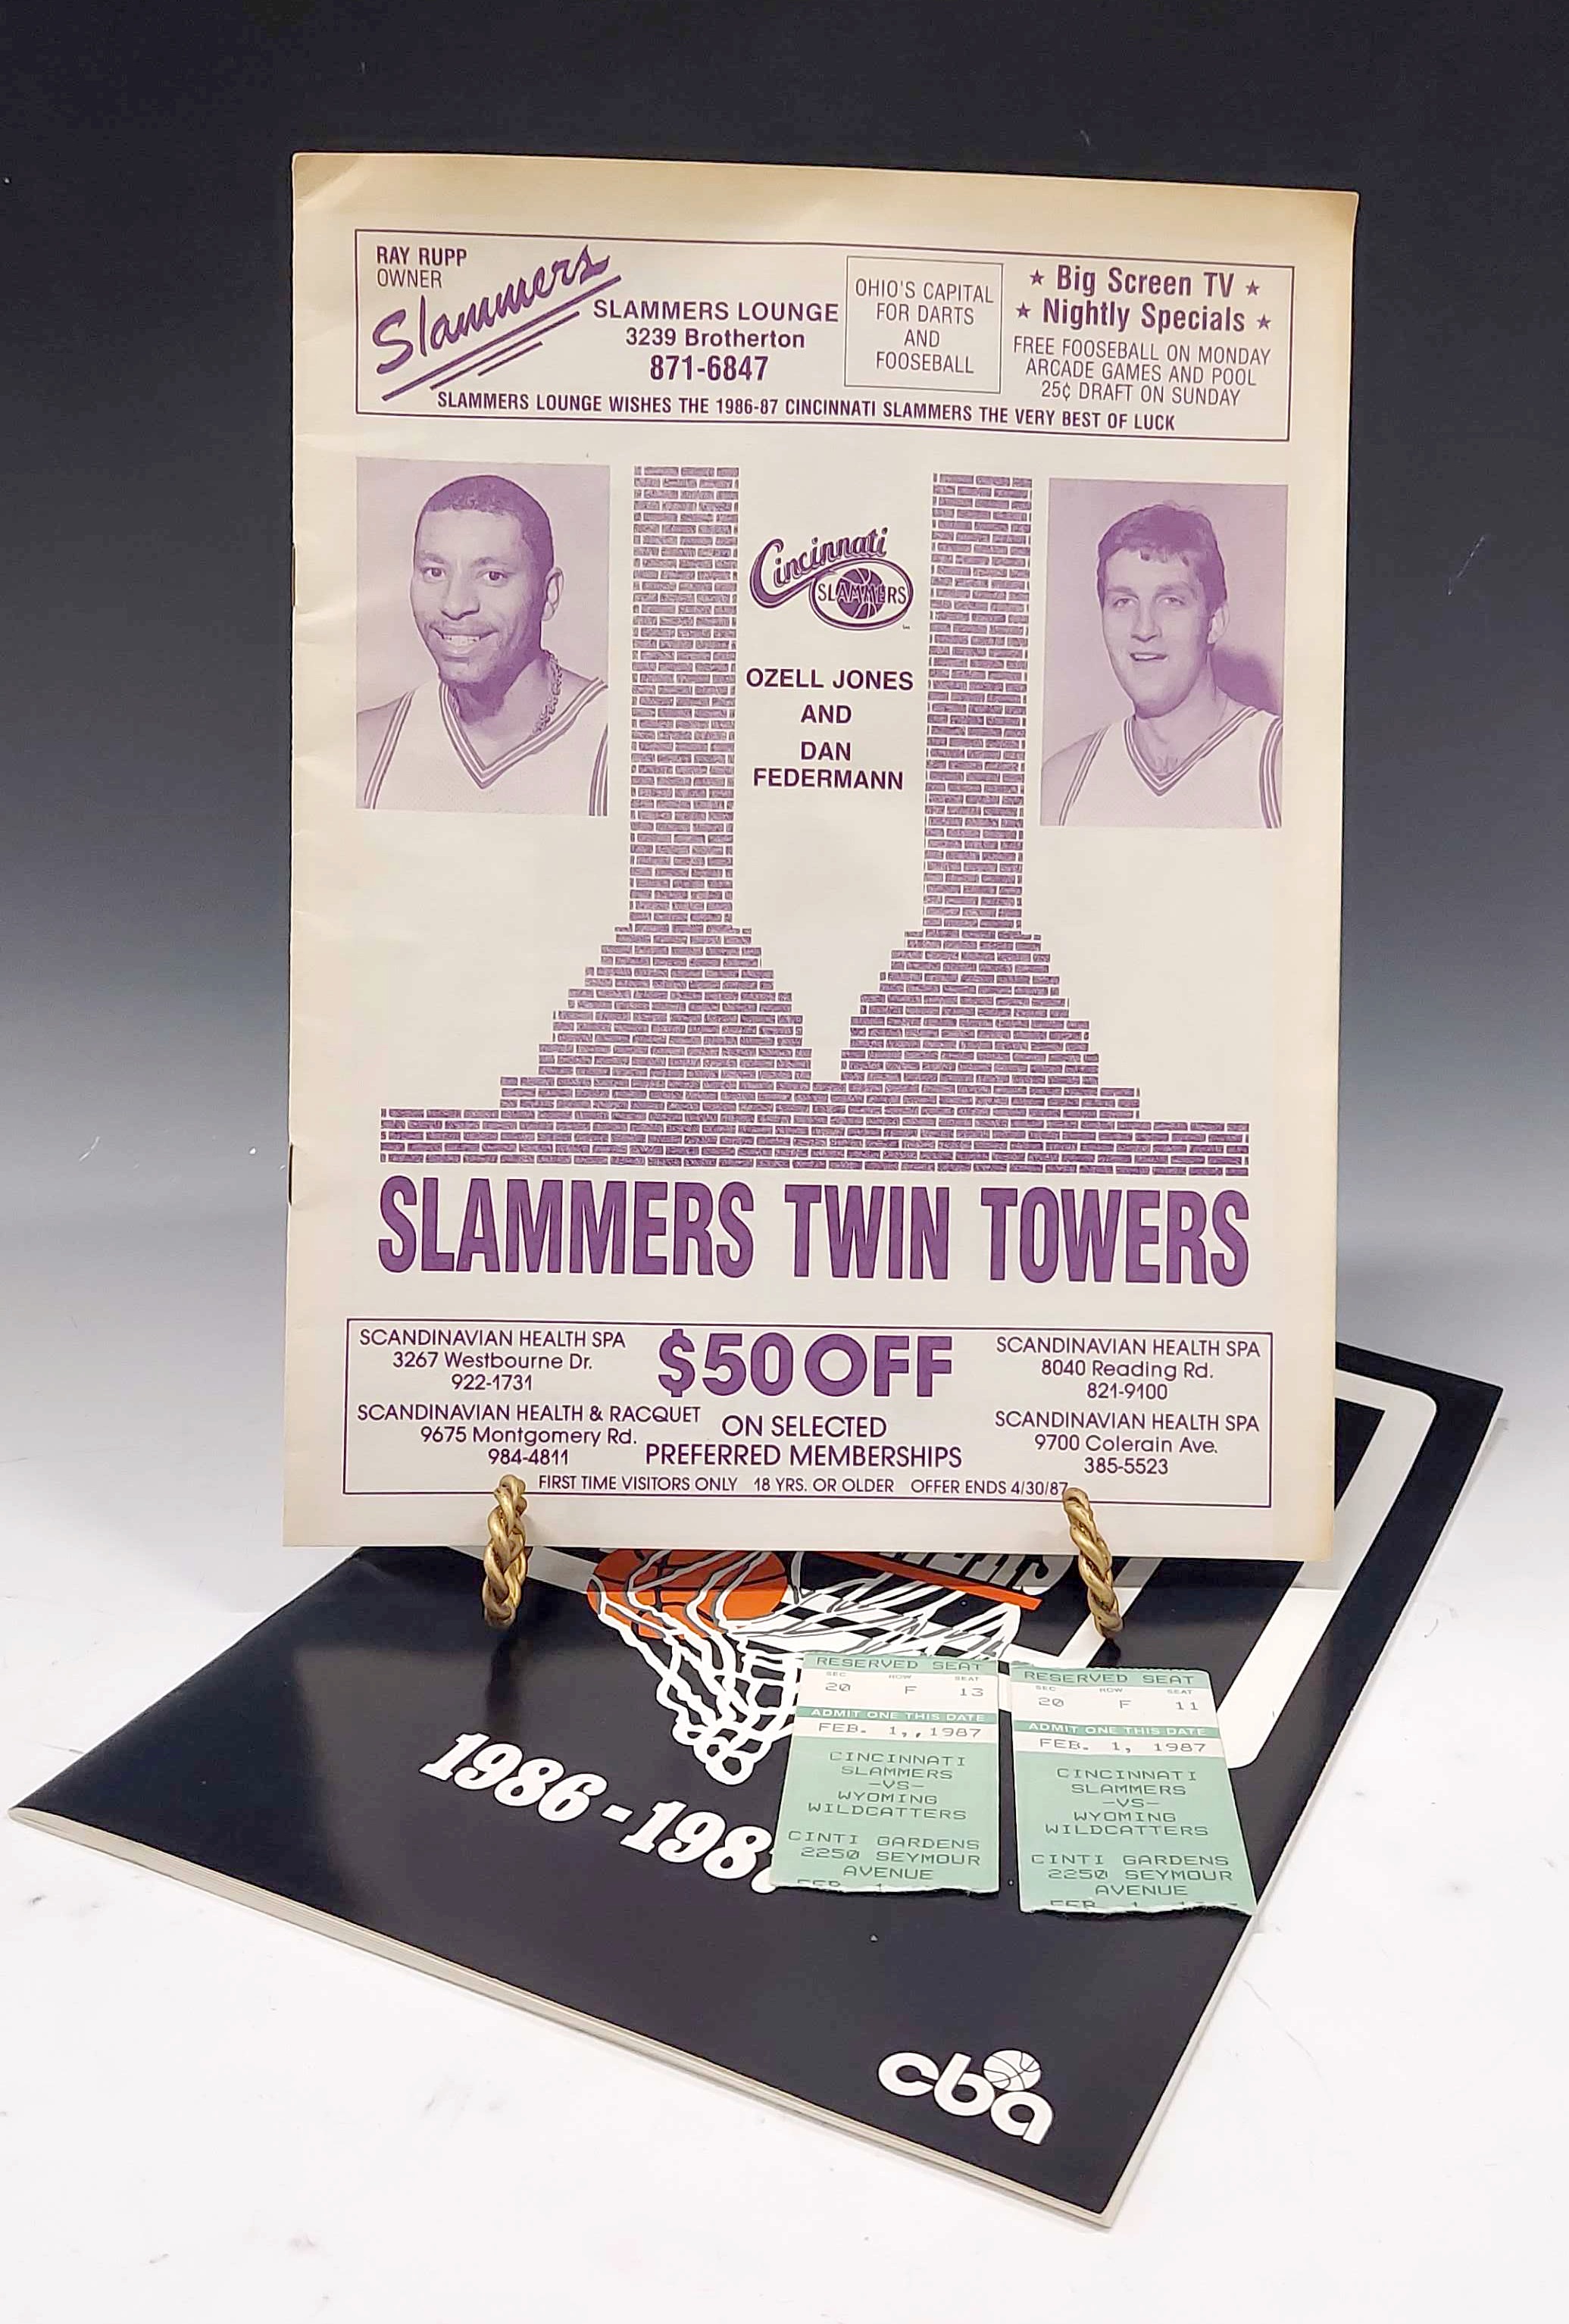 RAY RUPP
OWNER
Slammers
SLAMMERS LOUNGE
3239 Brotherton
871-6847
OHIO'S CAPITAL
FOR DARTS
AND
FOOSEBALL
★ Big Screen TV ★
★ Nightly Specials ★
FREE FOOSEBALL ON MONDAY
ARCADE GAMES AND POOL
25¢ DRAFT ON SUNDAY
SLAMMERS LOUNGE WISHES THE 1986-87 CINCINNATI SLAMMERS THE VERY BEST OF LUCK
Cincinnati
SLAMMERS
OZELL JONES
AND
DAN
FEDERMANN
SLAMMERS TWIN TOWERS
SCANDINAVIAN HEALTH SPA
3267 Westbourne Dr.
922-1731
SCANDINAVIAN HEALTH & RACQUET
9675 Montgomery Rd.
984-4811
$50 OFF
ON SELECTED
PREFERRED MEMBERSHIPS
SCANDINAVIAN HEALTH SPA
8040 Reading Rd.
821-9100
SCANDINAVIAN HEALTH SPA
9700 Colerain Ave.
385-5523
FIRST TIME VISITORS ONLY 18 YRS. OR OLDER OFFER ENDS 4/30/87
RESERVED SEAT
SEC ROW SEAT
20 F 13
ADMIT ONE THIS DATE
FEB. 1,,1987
CINCINNATI
SLAMMERS
-VS-
WYOMING
WILDCATTERS
CINTI GARDENS
2250 SEYMOUR
AVENUE
RESERVED SEAT
SEC ROW SEAT
20 F 11
ADMIT ONE THIS DATE
FEB. 1, 1987
CINCINNATI
SLAMMERS
-VS-
WYOMING
WILDCATTERS
CINTI GARDENS
2250 SEYMOUR
AVENUE
1986-198
cba